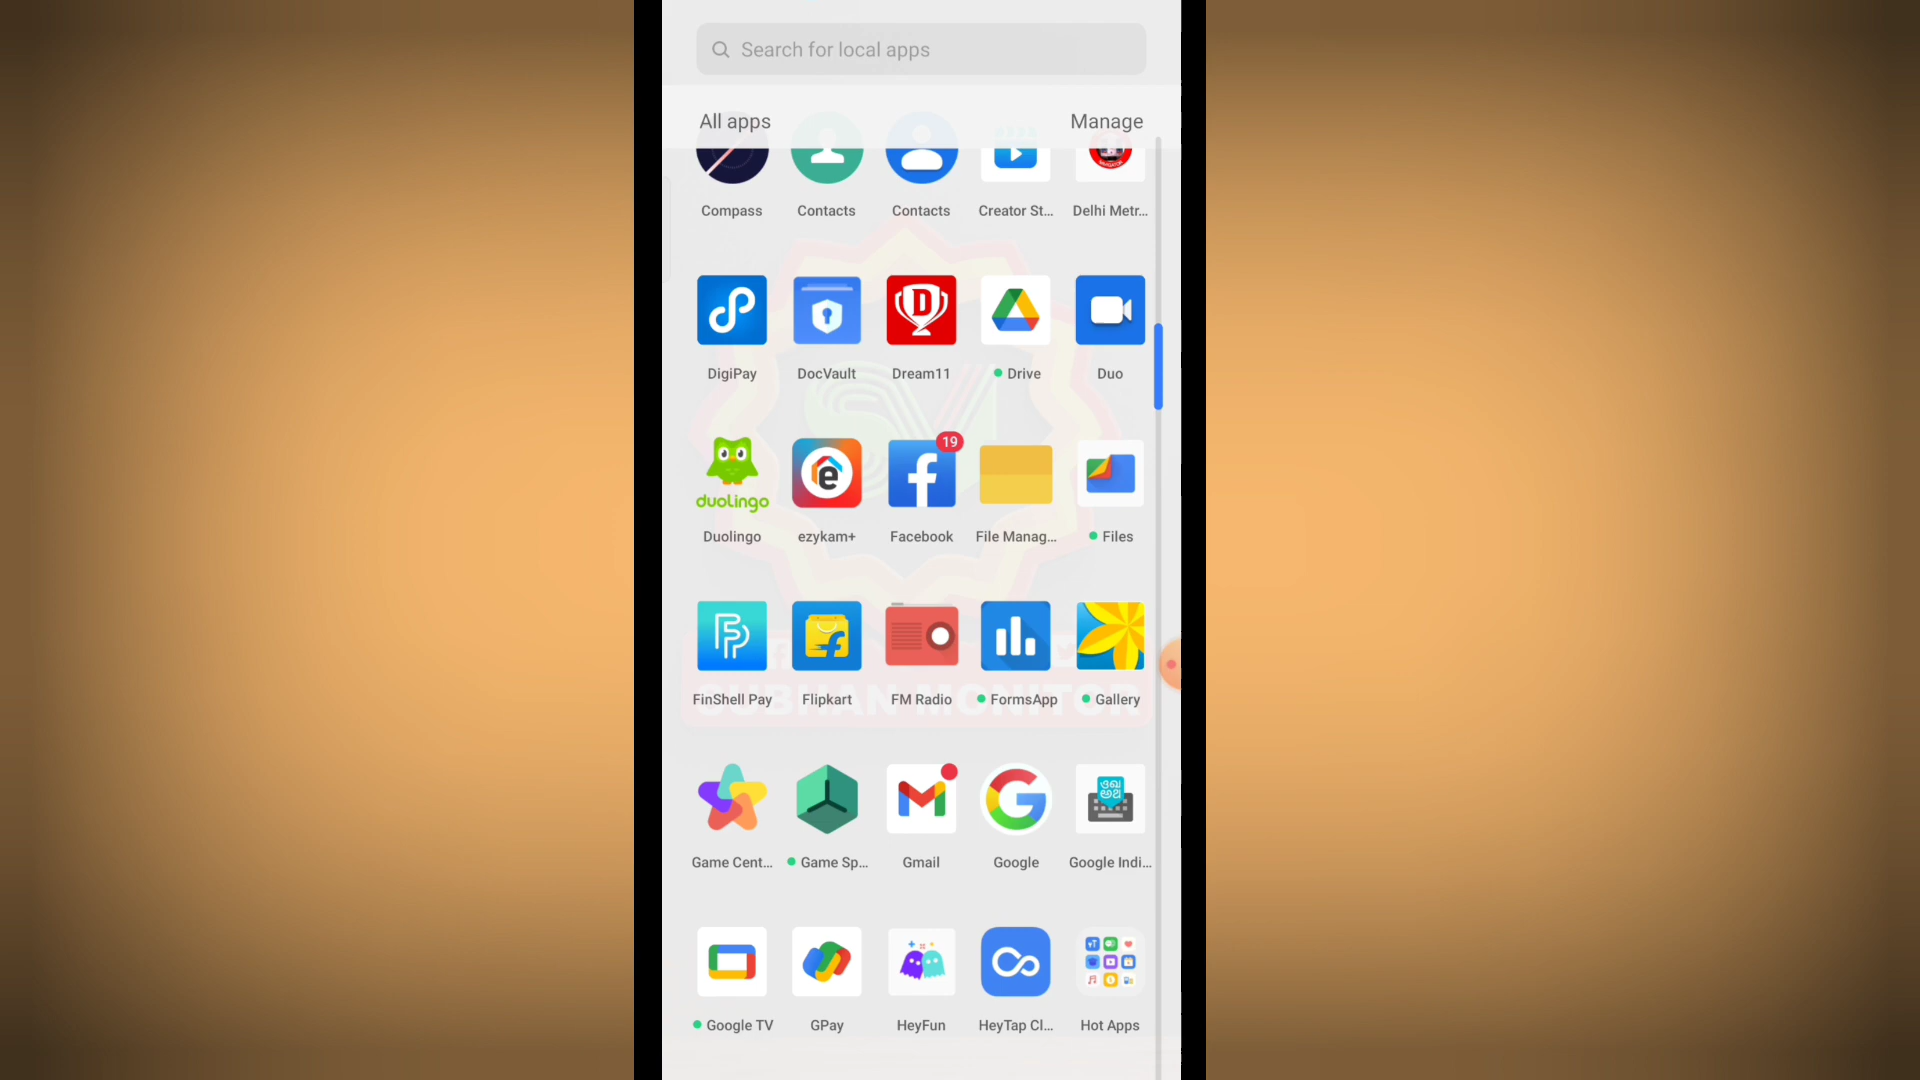 Search for local apps
All apps Manage
Compass Contacts Contacts Creator St... Delhi Metr...
DigiPay DocVault Dream11 Drive Duo
duolingo
19
Duolingo ezykam+ Facebook File Manag... Files
FinShell Pay Flipkart FM Radio FormsApp Gallery
SUBHAN MONITOR
Game Cent... Game Sp... Gmail Google Google Indi...
Google TV GPay HeyFun HeyTap Cl... Hot Apps